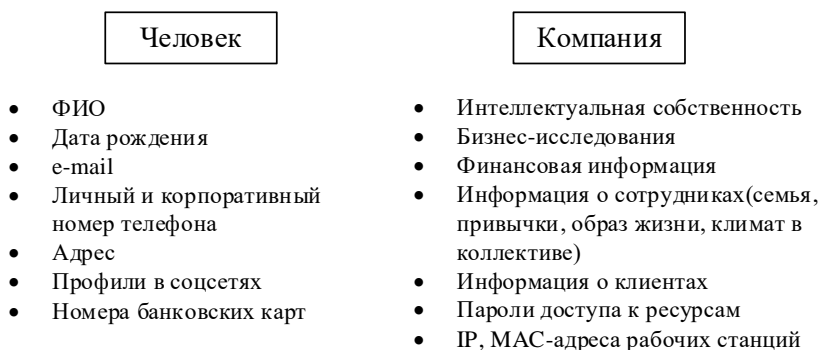 Человек
• ФИО
• Дата рождения
• e-mail
• Личный и корпоративный
номер телефона
• Адрес
• Профили в соцсетях
• Номера банковских карт
Компания
• Интеллектуальная собственность
• Бизнес-исследования
• Финансовая информация
• Информация о сотрудниках(семья,
привычки, образ жизни, климат в
коллективе)
• Информация о клиентах
• Пароли доступа к ресурсам
• IP, MAC-адреса рабочих станций